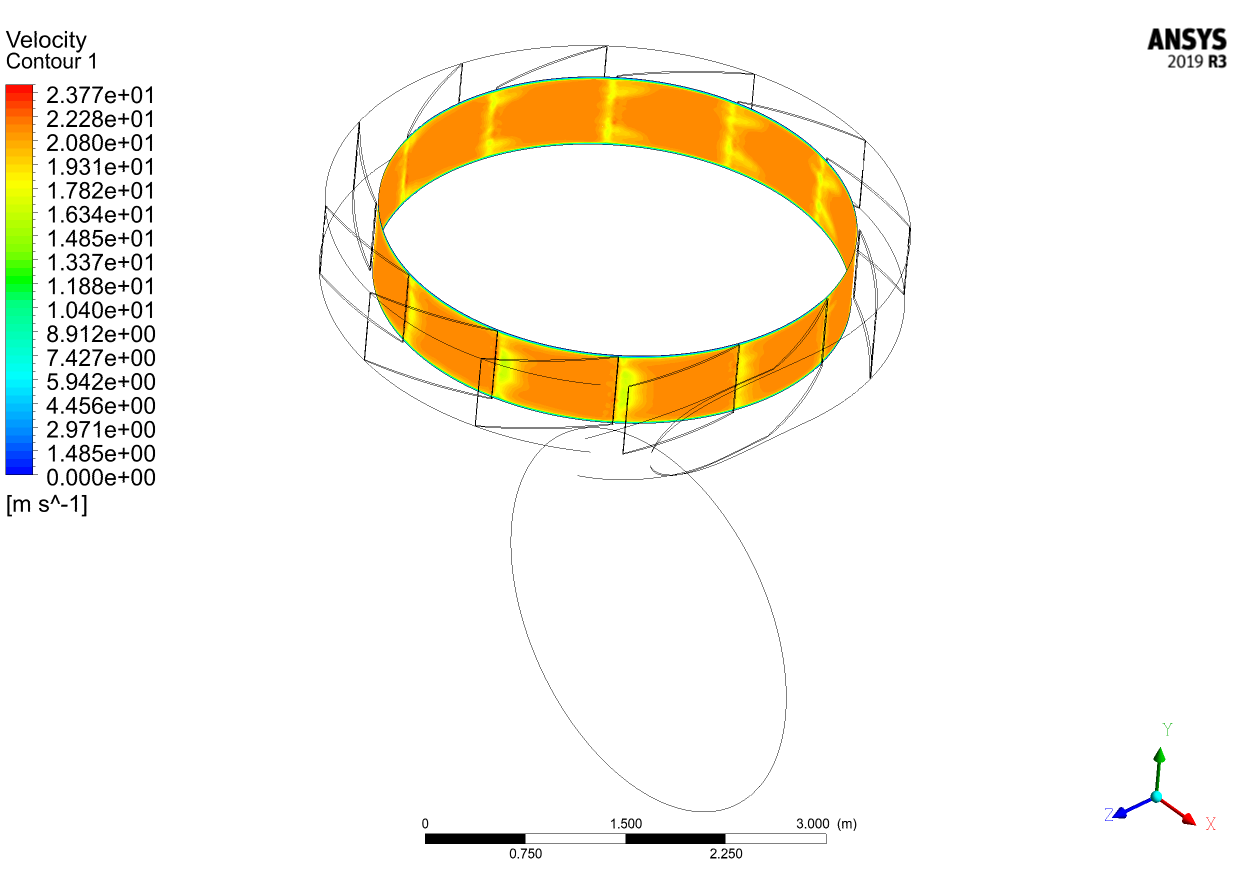 Velocity
Contour 1
2.377e+01
2.228e+01
2.080e+01
1.931e+01
1.782e+01
1.634e+01
1.485e+01
1.337e+01
1.188e+01
1.040e+01
8.912e+00
7.427e+00
5.942e+00
4.456e+00
2.971e+00
1.485e+00
0.000e+00
[m s^-1]
ANSYS
2019 R3
0 1.500 3.000 (m)
0.750 2.250
Y
Z
X